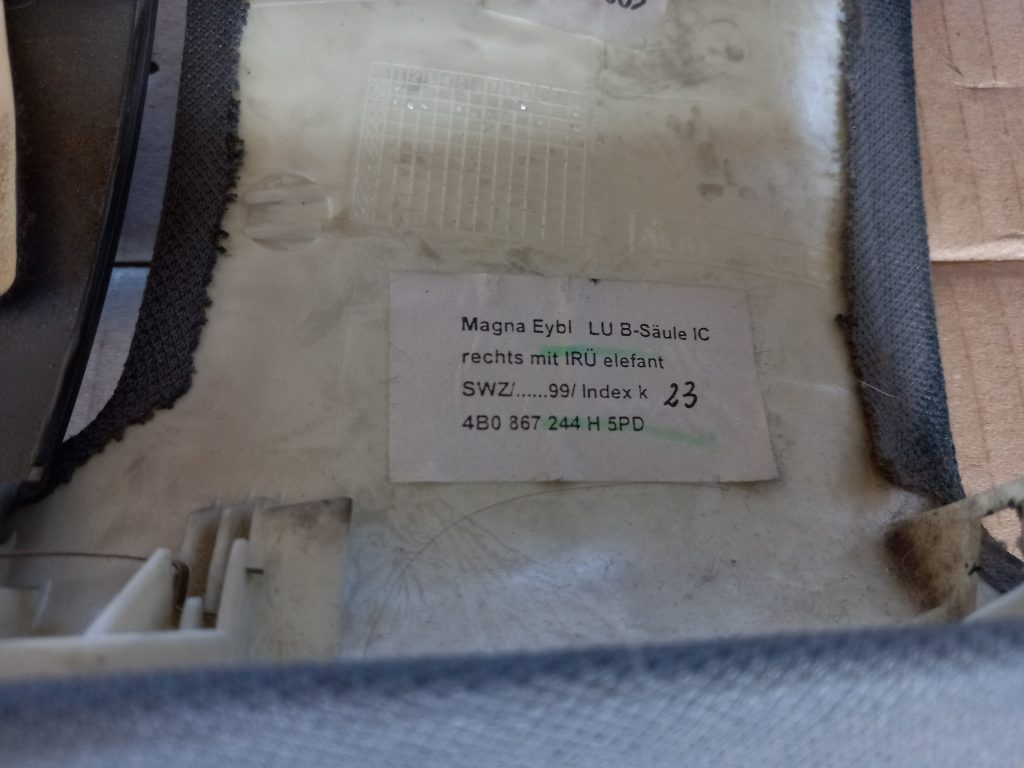 Magna Eybl LU B-Säule IC
rechts mit IRÜ elefant
SWZ/......99/ Index k 23
4B0 867 244 H 5PD